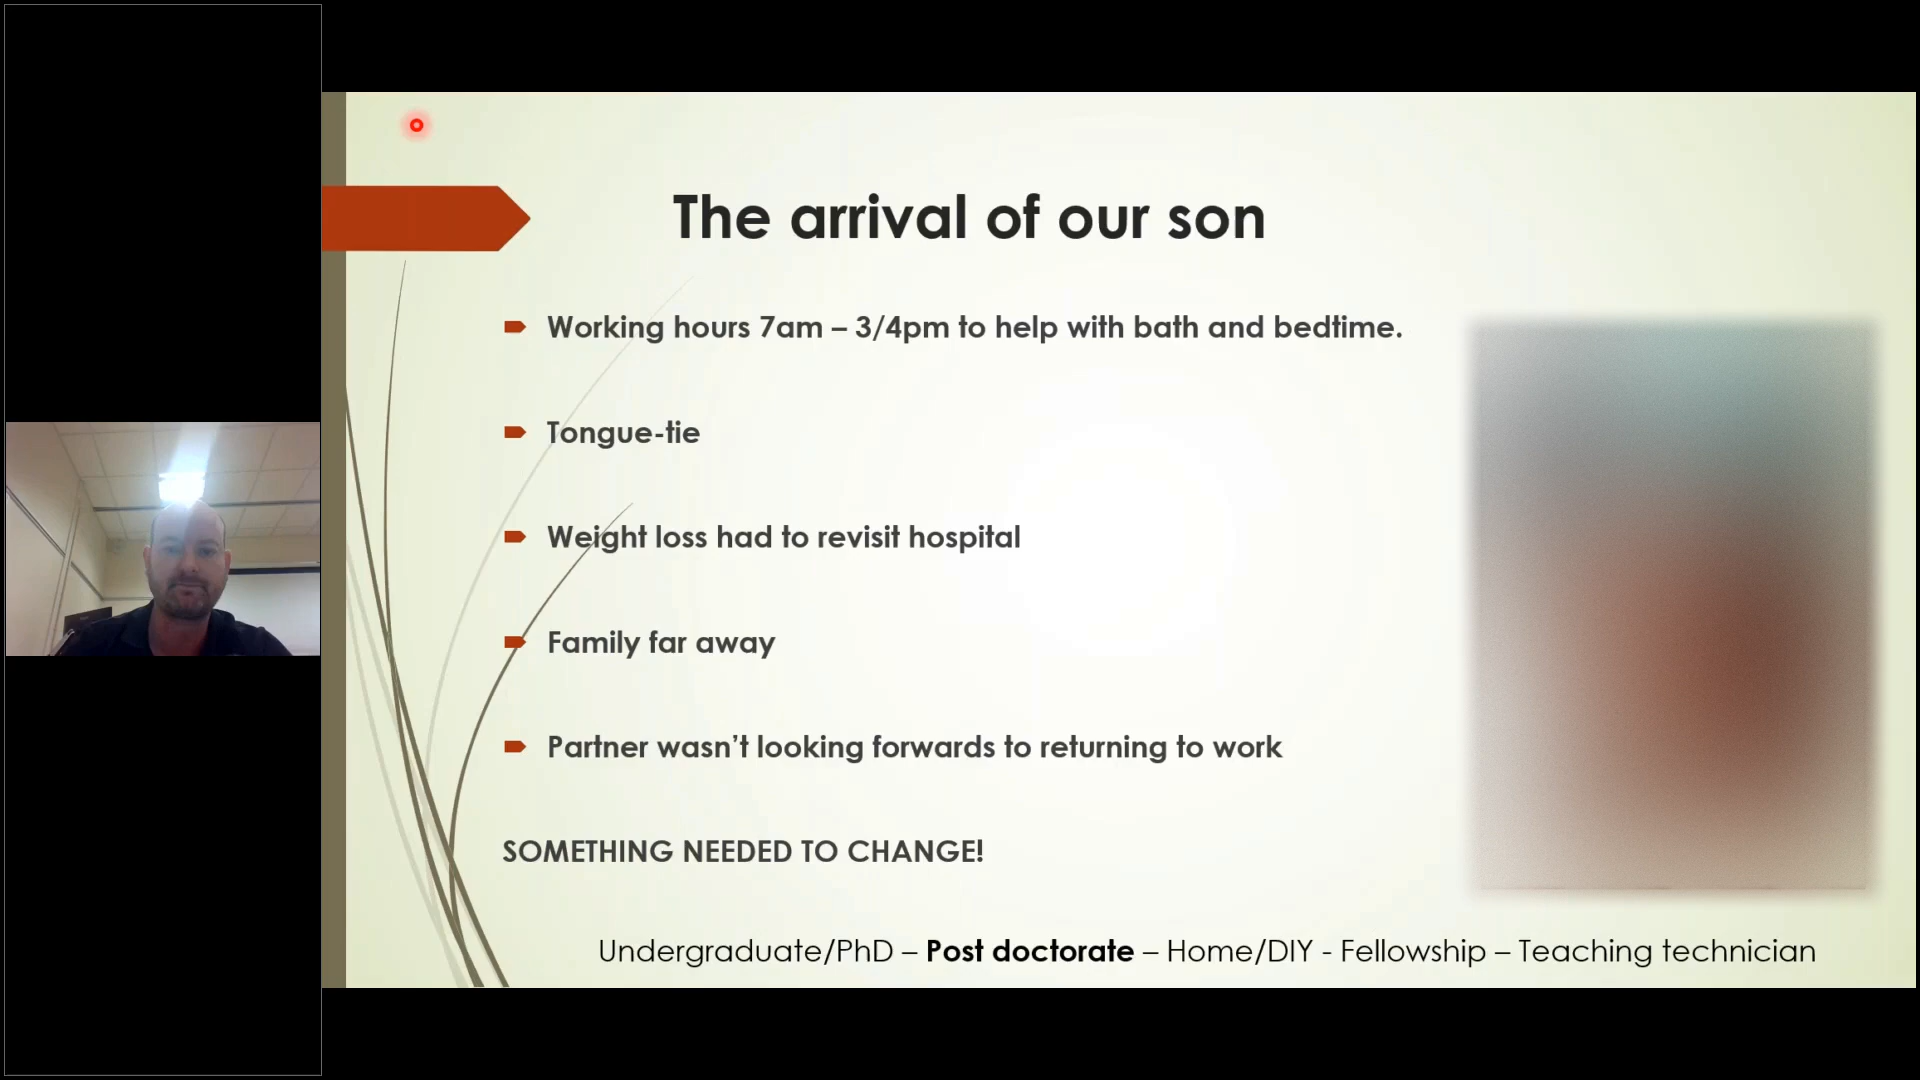 The arrival of our son
Working hours 7am – 3/4pm to help with bath and bedtime.
Tongue-tie
Weight loss had to revisit hospital
Family far away
Partner wasn’t looking forwards to returning to work
SOMETHING NEEDED TO CHANGE!
Undergraduate/PhD – Post doctorate – Home/DIY - Fellowship – Teaching technician